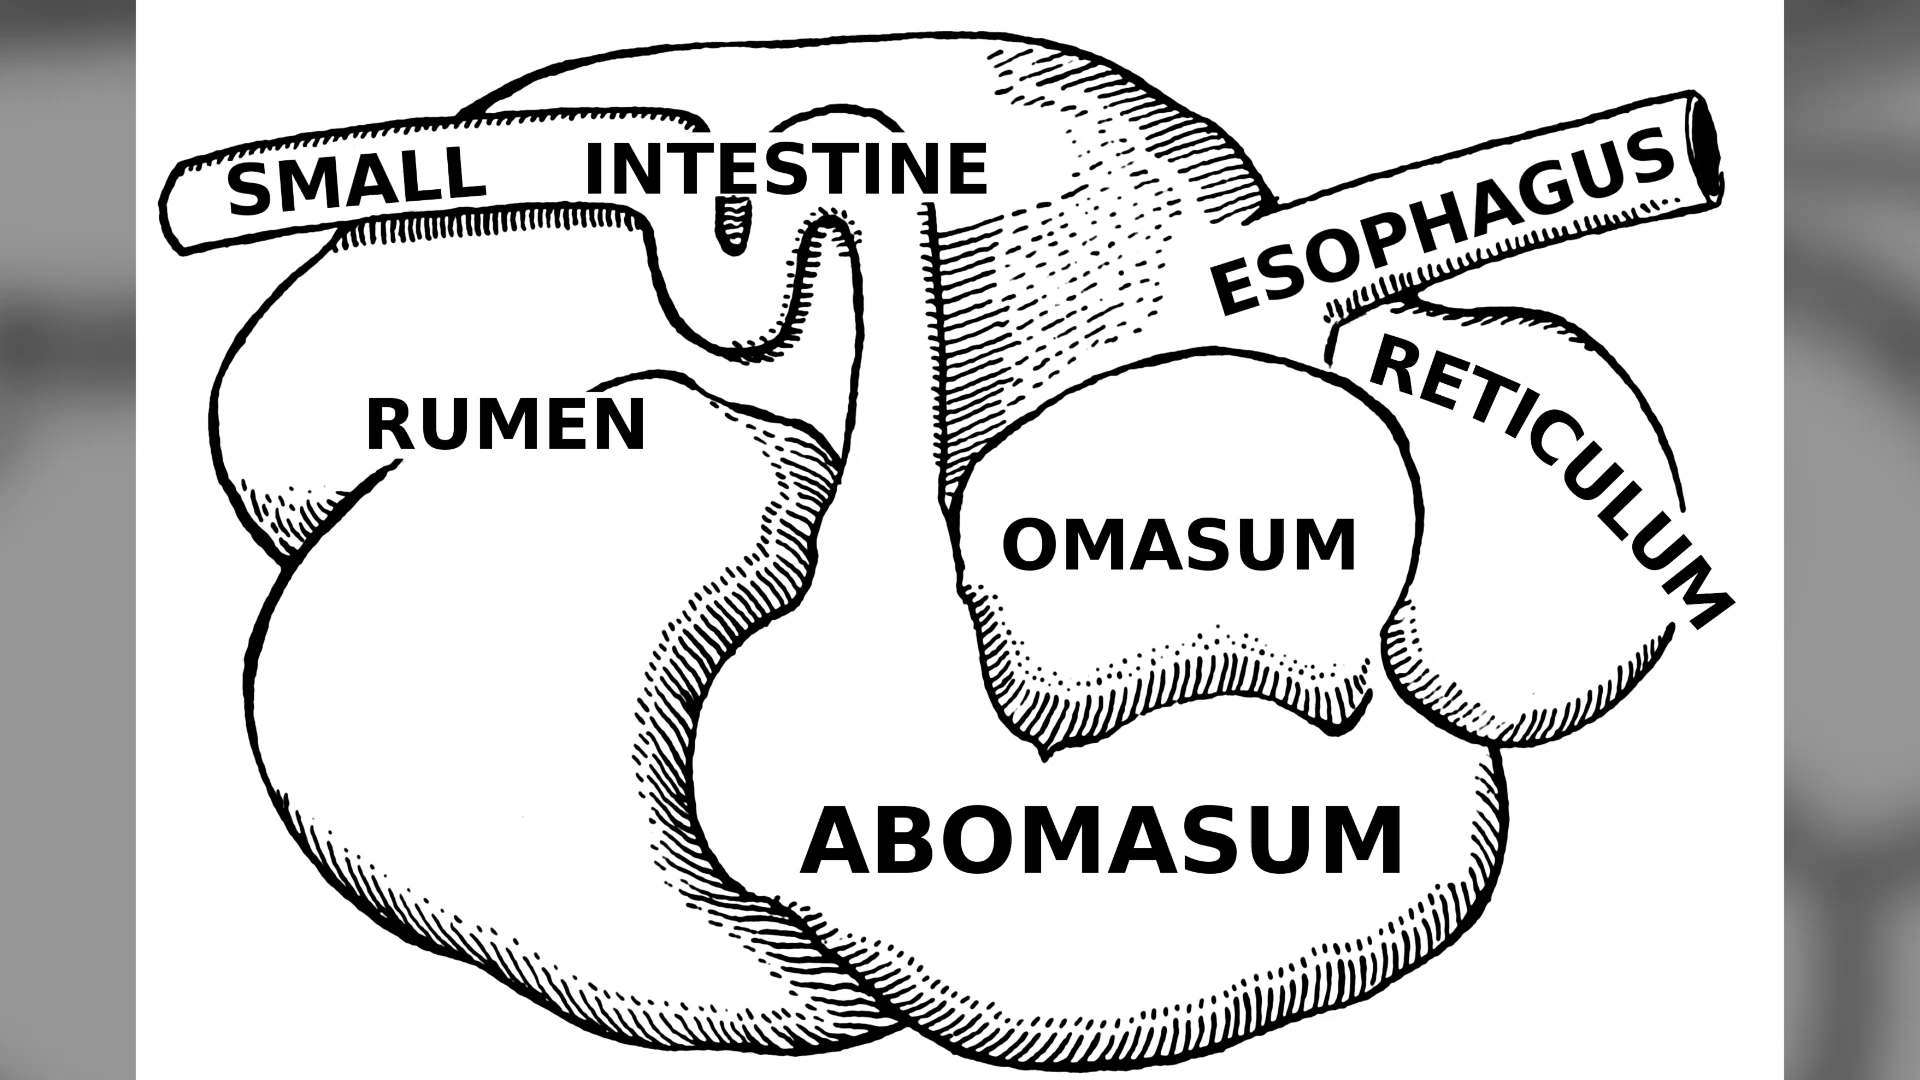 SMALL INTESTINE
ESOPHAGUS
RETICULUM
RUMEN
OMASUM
ABOMASUM